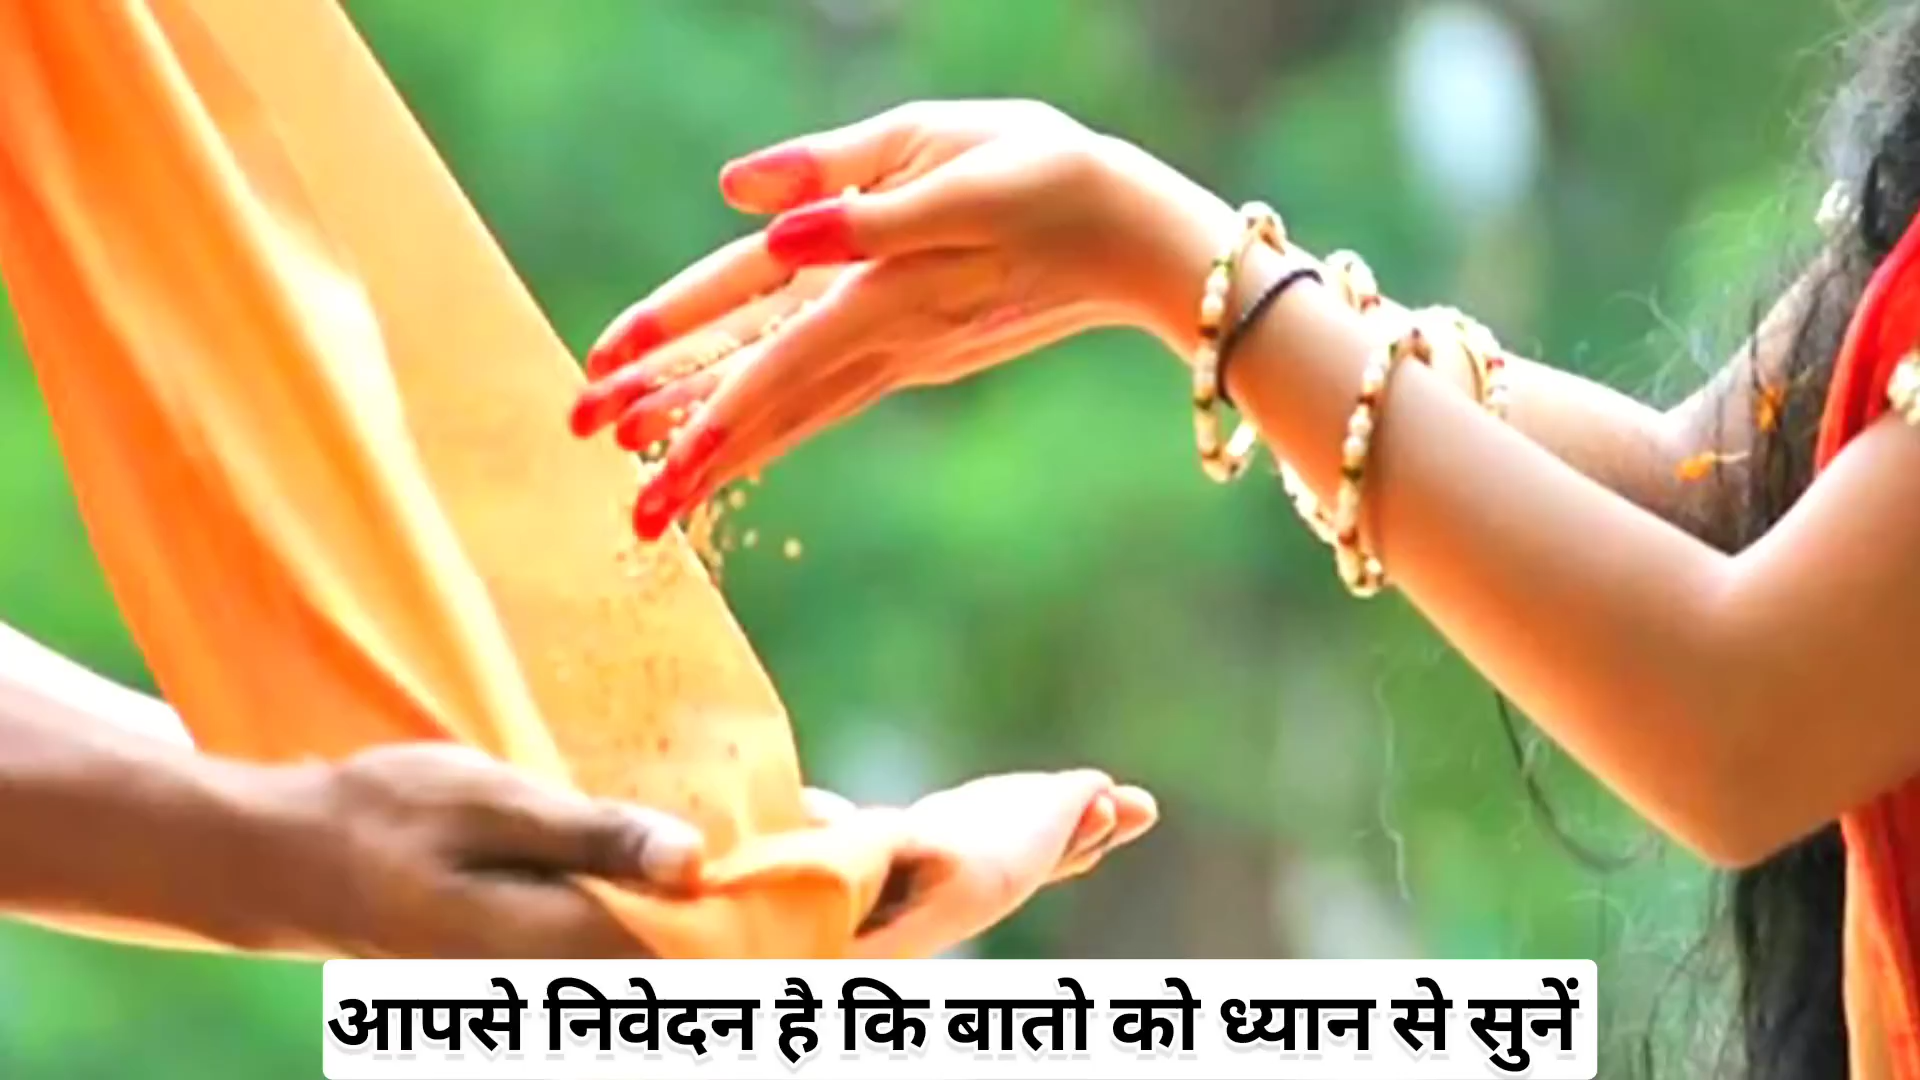 आपसे निवेदन है कि बातो को ध्यान से सुनें